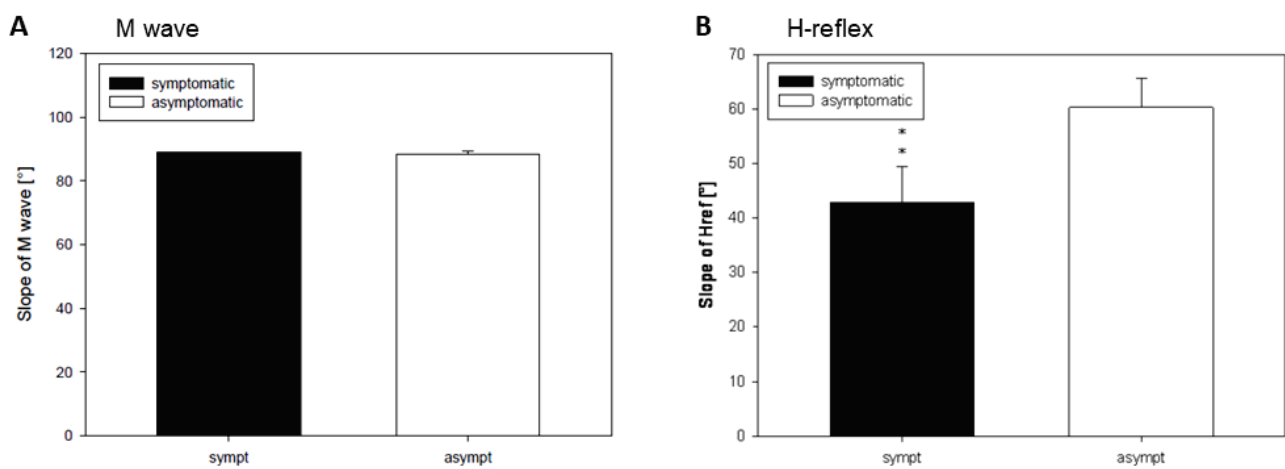 A M wave
120
100
80
60
40
20
0
Slope of M wave [°]
symptomatic
asymptomatic
sympt asympt
B H-reflex
70
60
50
40
30
20
10
0
Slope of Href [°]
symptomatic
asymptomatic
*
*
sympt asympt